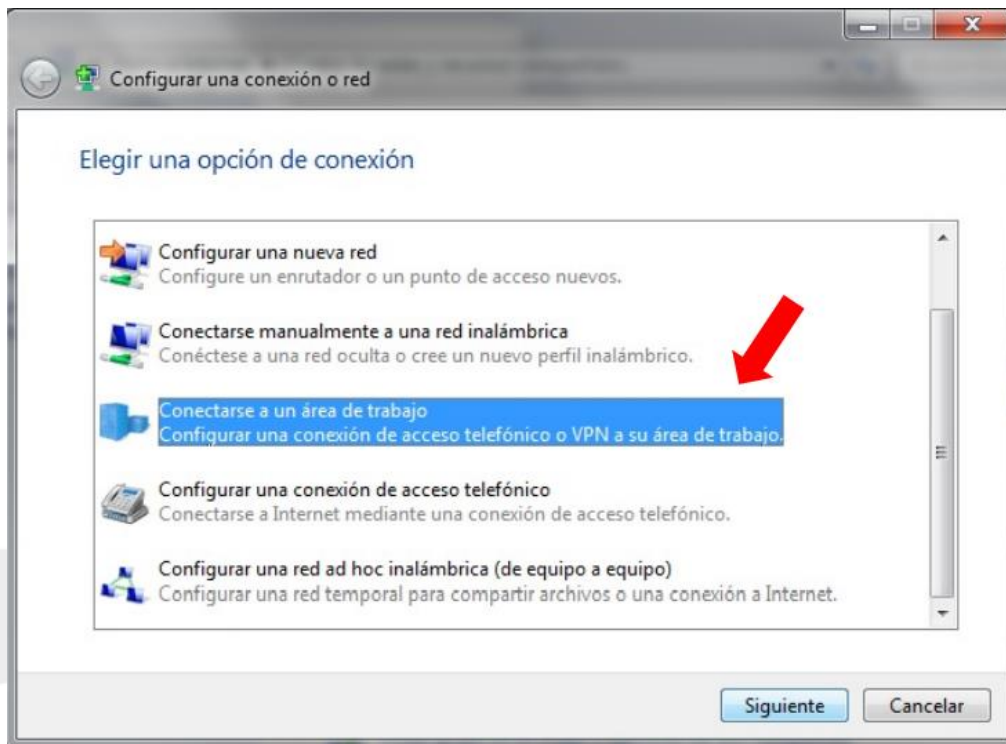 Configurar una conexión o red
Elegir una opción de conexión
Configurar una nueva red
Configure un enrutador o un punto de acceso nuevos.
Conectarse manualmente a una red inalámbrica
Conéctese a una red oculta o cree un nuevo perfil inalámbrico.
Conectarse a un área de trabajo
Configurar una conexión de acceso telefónico o VPN a su área de trabajo.
Configurar una conexión de acceso telefónico
Conectarse a Internet mediante una conexión de acceso telefónico.
Configurar una red ad hoc inalámbrica (de equipo a equipo)
Configurar una red temporal para compartir archivos o una conexión a Internet.
Siguiente Cancelar